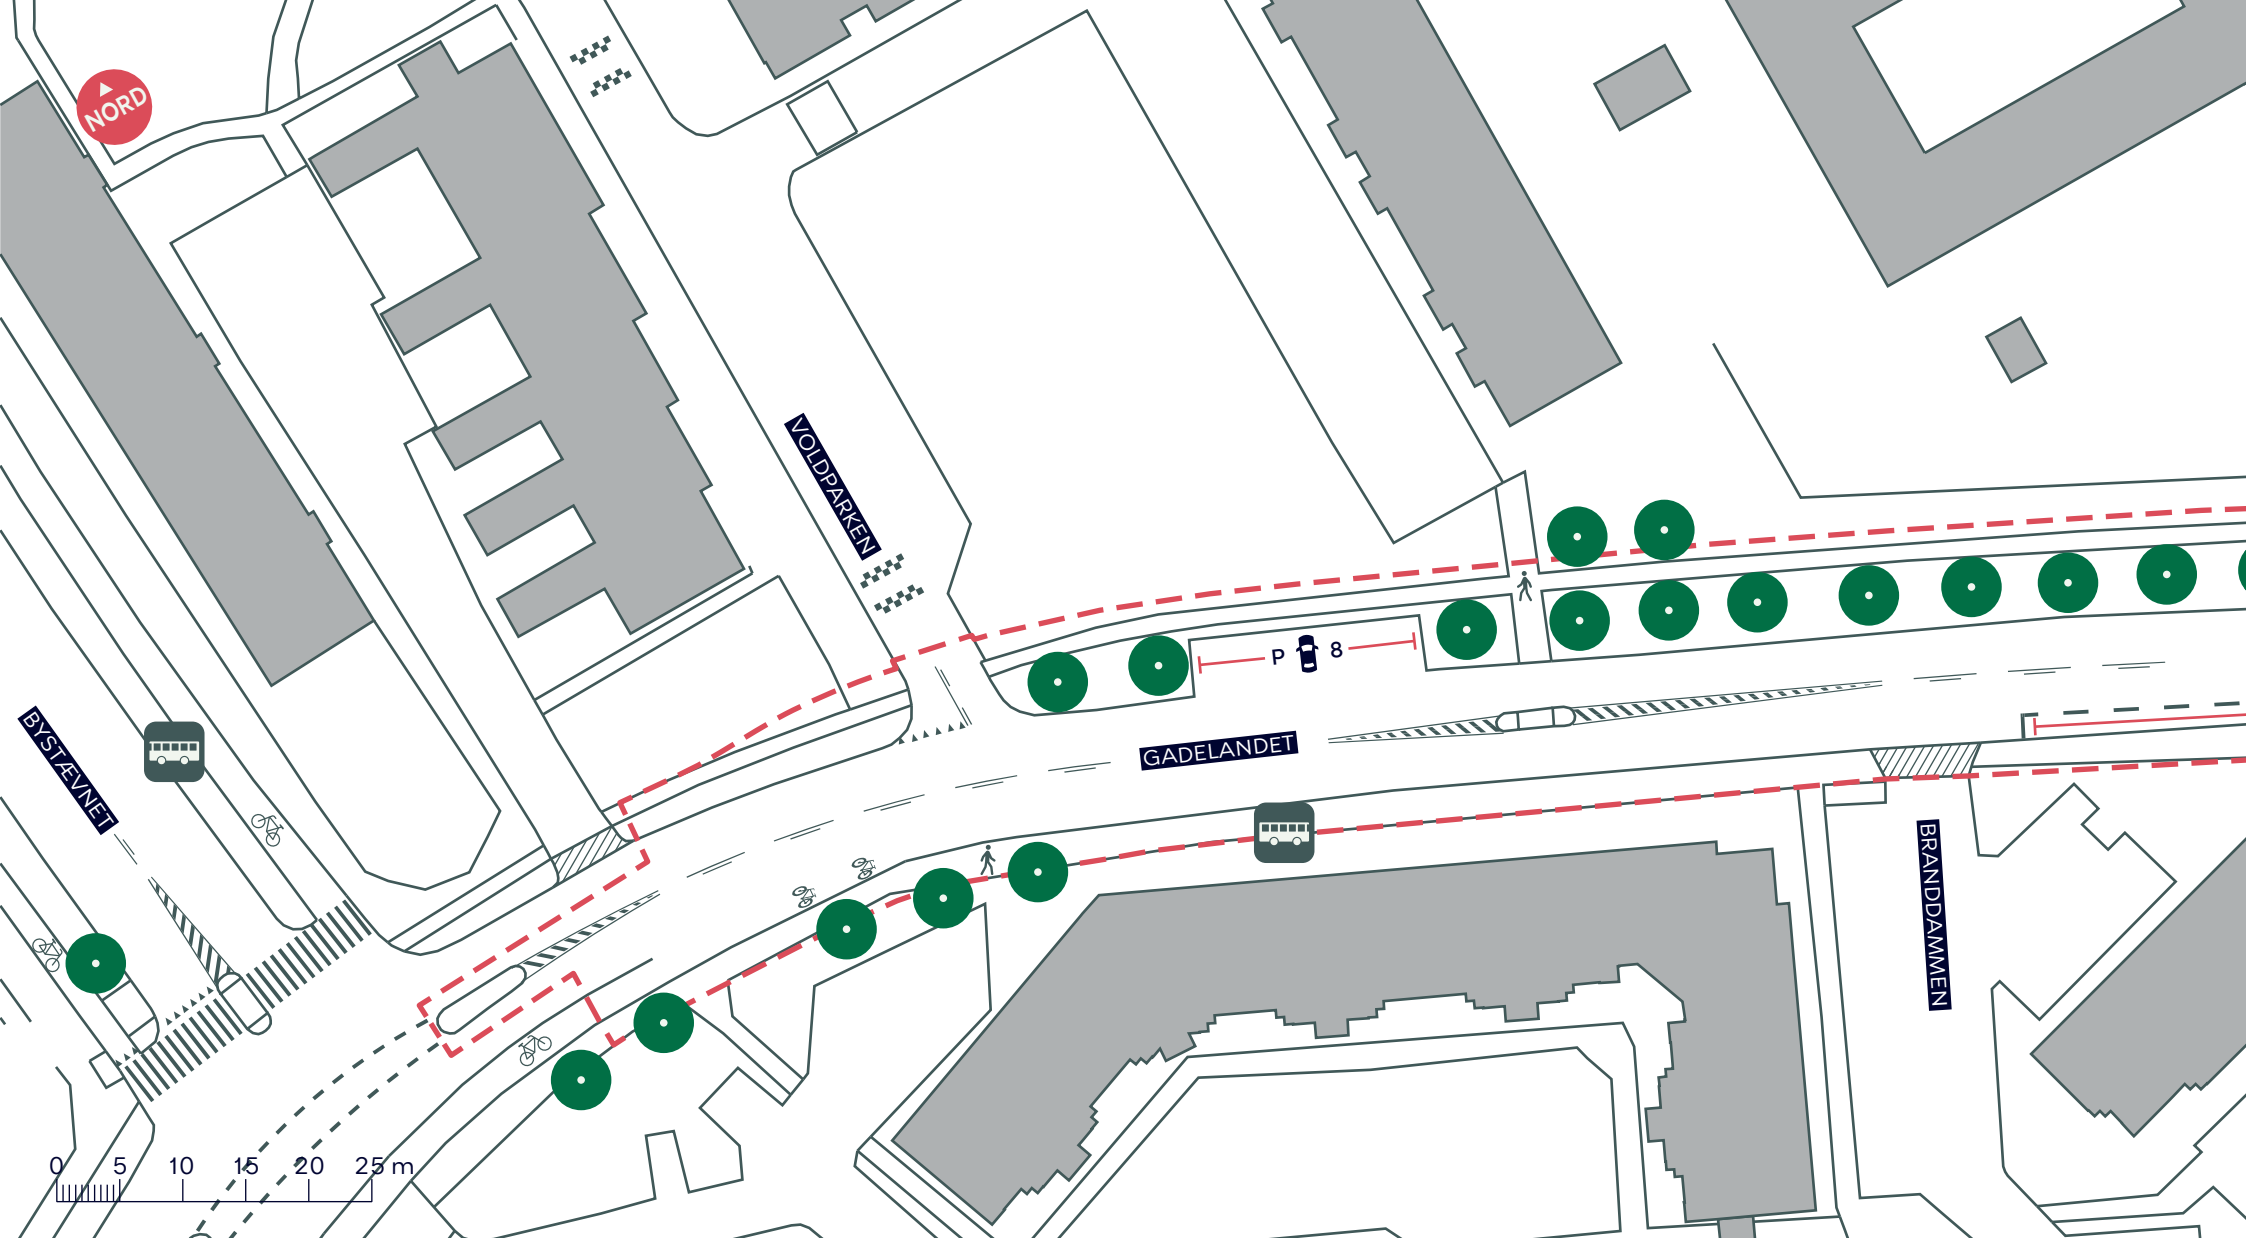 NORD
VOLDPARKEN
P 8
BYSTÆVNET
GADELANDET
BRANDDAMMEN
0 5 10 15 20 25 m